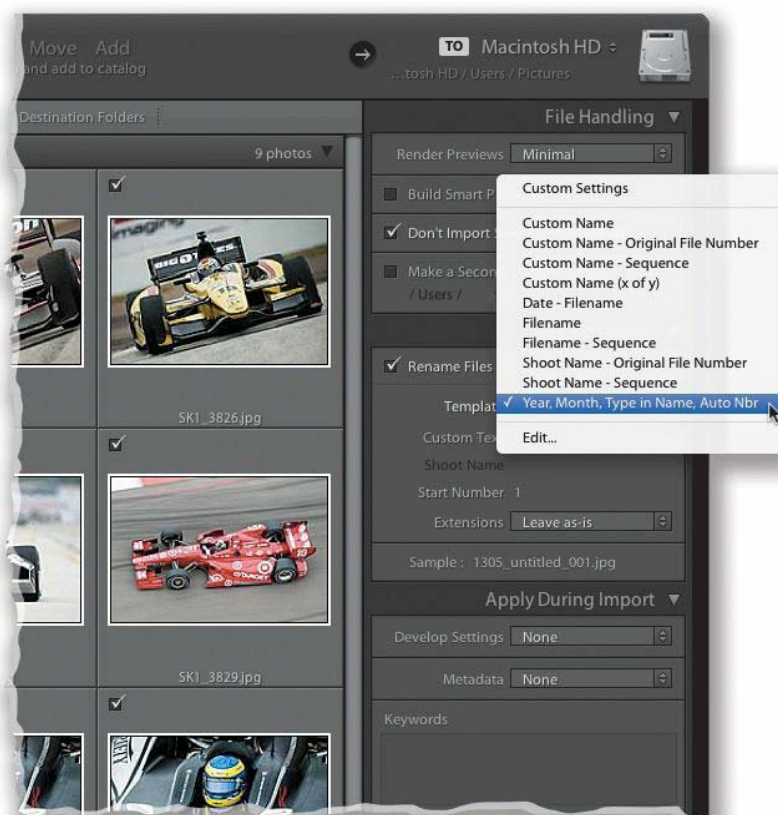 Move Add
and add to catalog
TO Macintosh HD
...tosh HD / Users / Pictures
Destination Folders
9 photos
File Handling
Render Previews Minimal
Build Smart P
Don't Import
Make a Secon
/ Users /
Custom Settings
Custom Name
Custom Name - Original File Number
Custom Name - Sequence
Custom Name (x of y)
Date - Filename
Filename
Filename - Sequence
Shoot Name - Original File Number
Shoot Name - Sequence
Year, Month, Type in Name, Auto Nbr
Edit...
Rename Files
Templat
Custom Tex
Shoot Name
Start Number 1
Extensions Leave as-is
Sample : 1305_untitled_001.jpg
Apply During Import
Develop Settings None
Metadata None
Keywords
imaging
BIG
SK1_3826.jpg
TARGET
10
SK1_3829.jpg